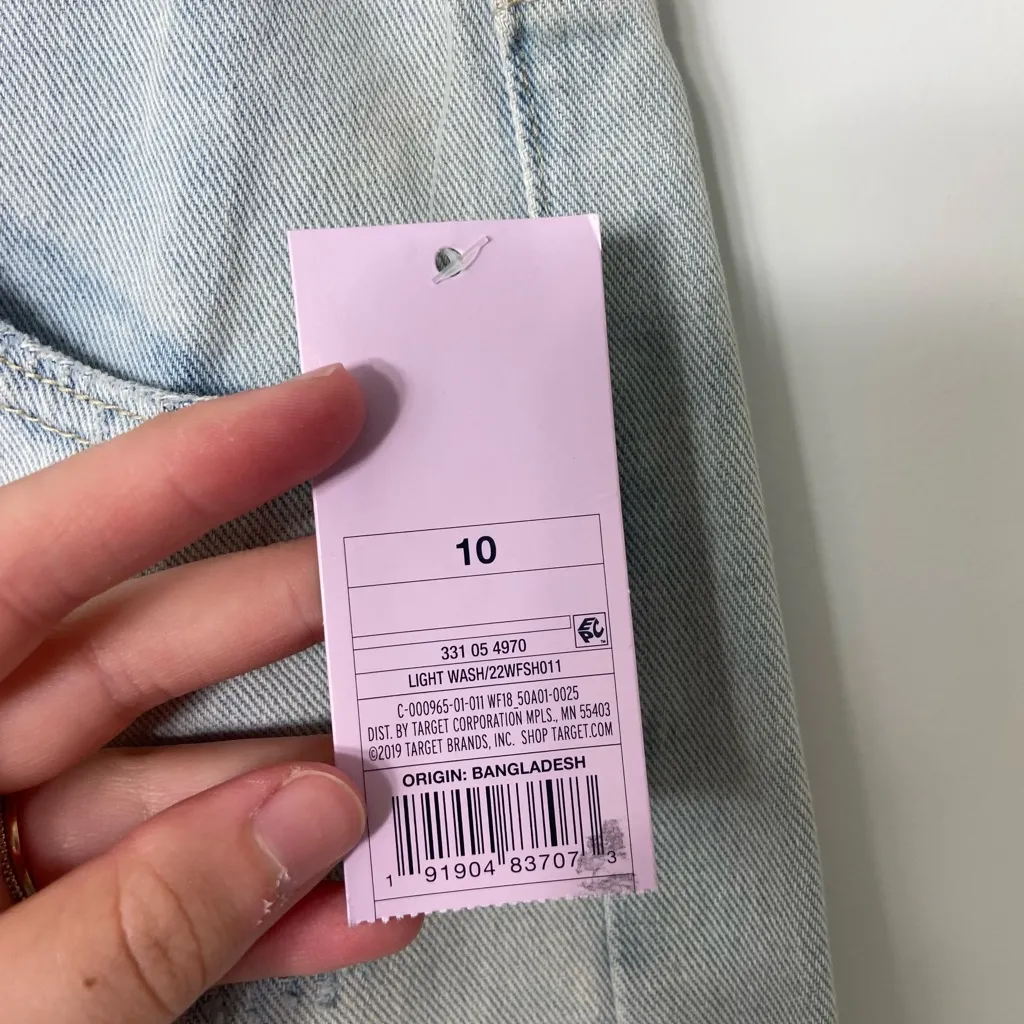 10
EPC
331 05 4970
LIGHT WASH/22WFSH011
C-000965-01-011 WF18_50A01-0025
DIST. BY TARGET CORPORATION MPLS., MN 55403
©2019 TARGET BRANDS, INC. SHOP TARGET.COM
ORIGIN: BANGLADESH
1 91904 83707 3